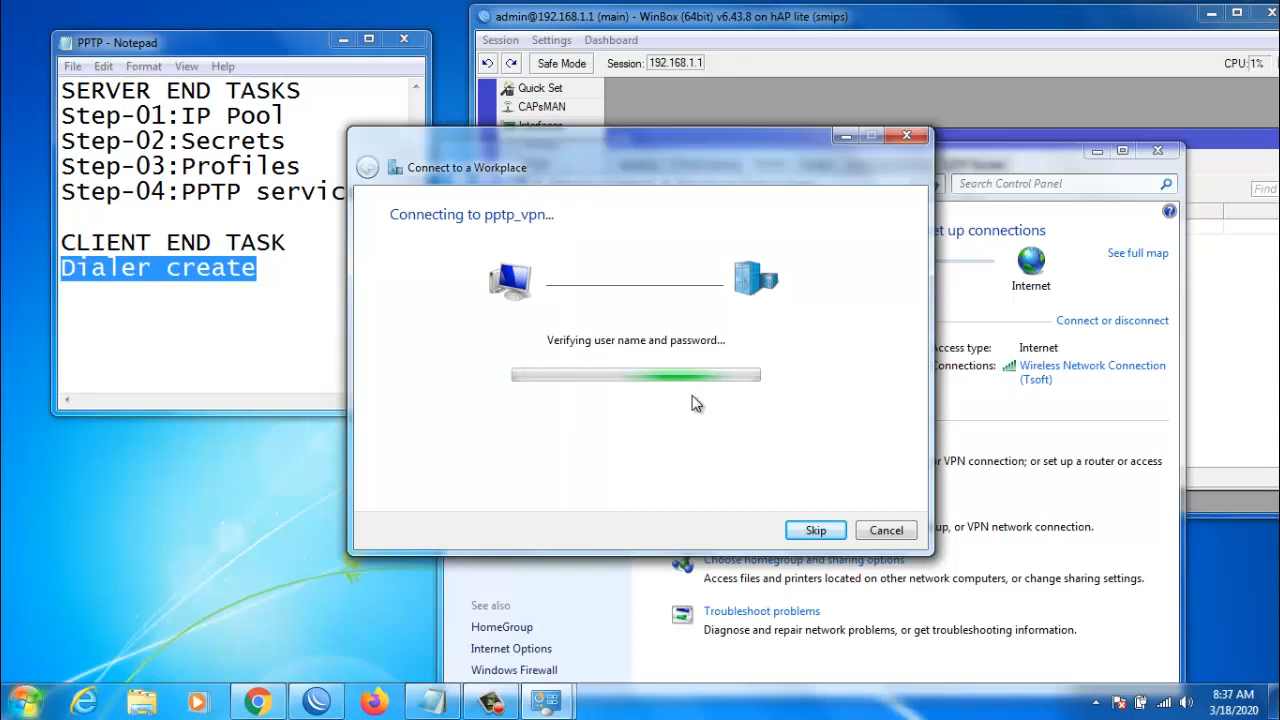 PPTP - Notepad
File Edit Format View Help
SERVER END TASKS
Step-01:IP Pool
Step-02:Secrets
Step-03:Profiles
Step-04:PPTP servic
CLIENT END TASK
Dialer create
admin@192.168.1.1 (main) - WinBox (64bit) v6.43.8 on hAP lite (smips)
Session Settings Dashboard
Safe Mode Session: 192.168.1.1 CPU: 1%
Quick Set
CAPsMAN
Interfaces
Find
Connect to a Workplace
Connecting to pptp_vpn...
Verifying user name and password...
Skip Cancel
Search Control Panel
et up connections
See full map
Internet
Connect or disconnect
ccess type: Internet
onnections: Wireless Network Connection
(Tsoft)
r VPN connection; or set up a router or access
up, or VPN network connection.
Choose homegroup and sharing options
Access files and printers located on other network computers, or change sharing settings.
Troubleshoot problems
Diagnose and repair network problems, or get troubleshooting information.
See also
HomeGroup
Internet Options
Windows Firewall
8:37 AM
3/18/2020